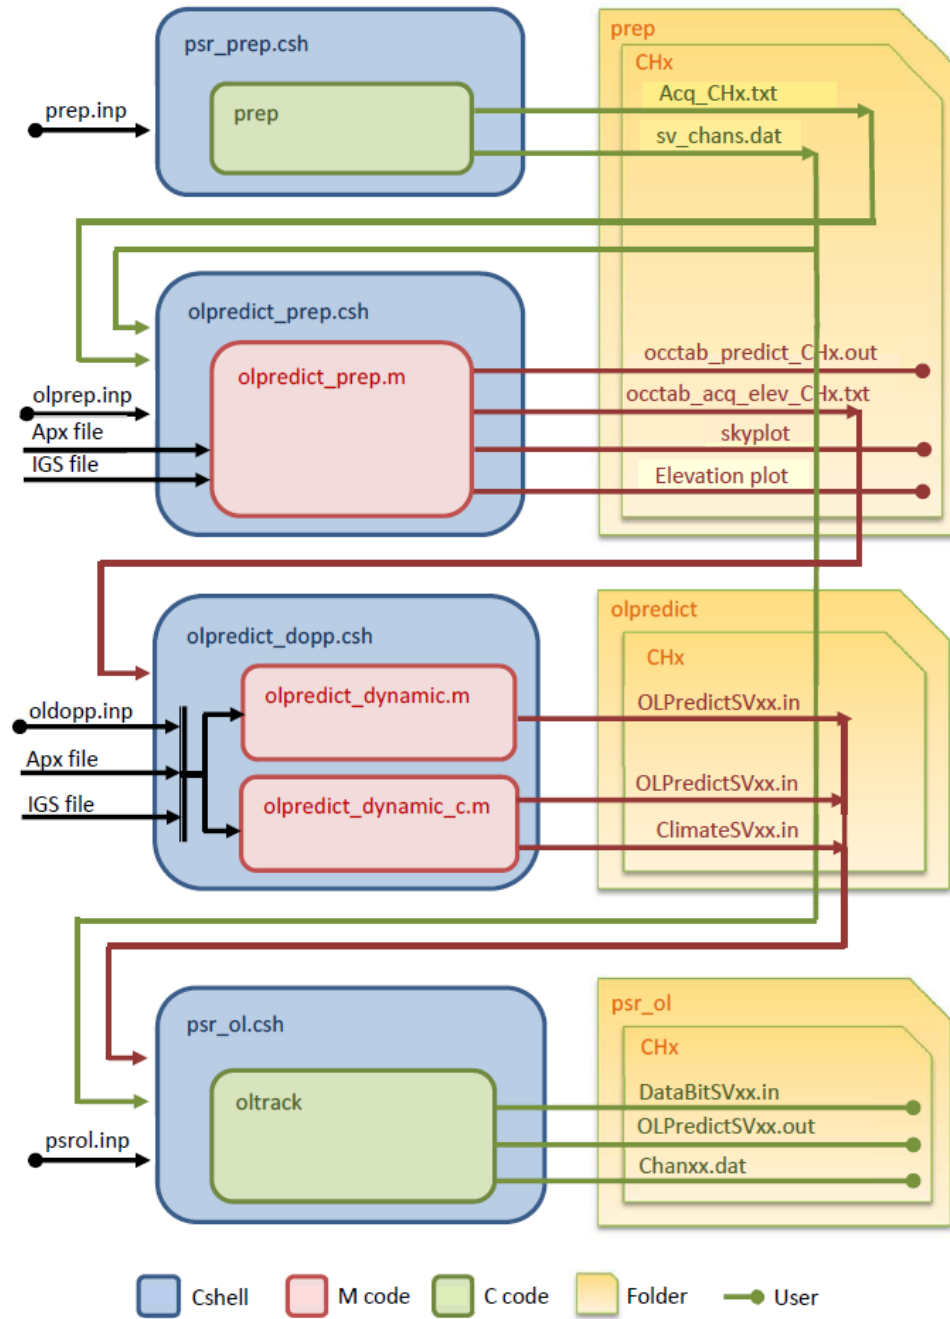 psr_prep.csh
prep
prep.inp
prep
CHx
Acq_CHx.txt
sv_chans.dat
olpredict_prep.csh
olpredict_prep.m
olprep.inp
Apx file
IGS file
occtab_predict_CHx.out
occtab_acq_elev_CHx.txt
skyplot
Elevation plot
olpredict_dopp.csh
olpredict_dynamic.m
olpredict_dynamic_c.m
oldopp.inp
Apx file
IGS file
olpredict
CHx
OLPredictSVxx.in
OLPredictSVxx.in
ClimateSVxx.in
psr_ol.csh
oltrack
psrol.inp
psr_ol
CHx
DataBitSVxx.in
OLPredictSVxx.out
Chanxx.dat
Cshell
M code
C code
Folder
User